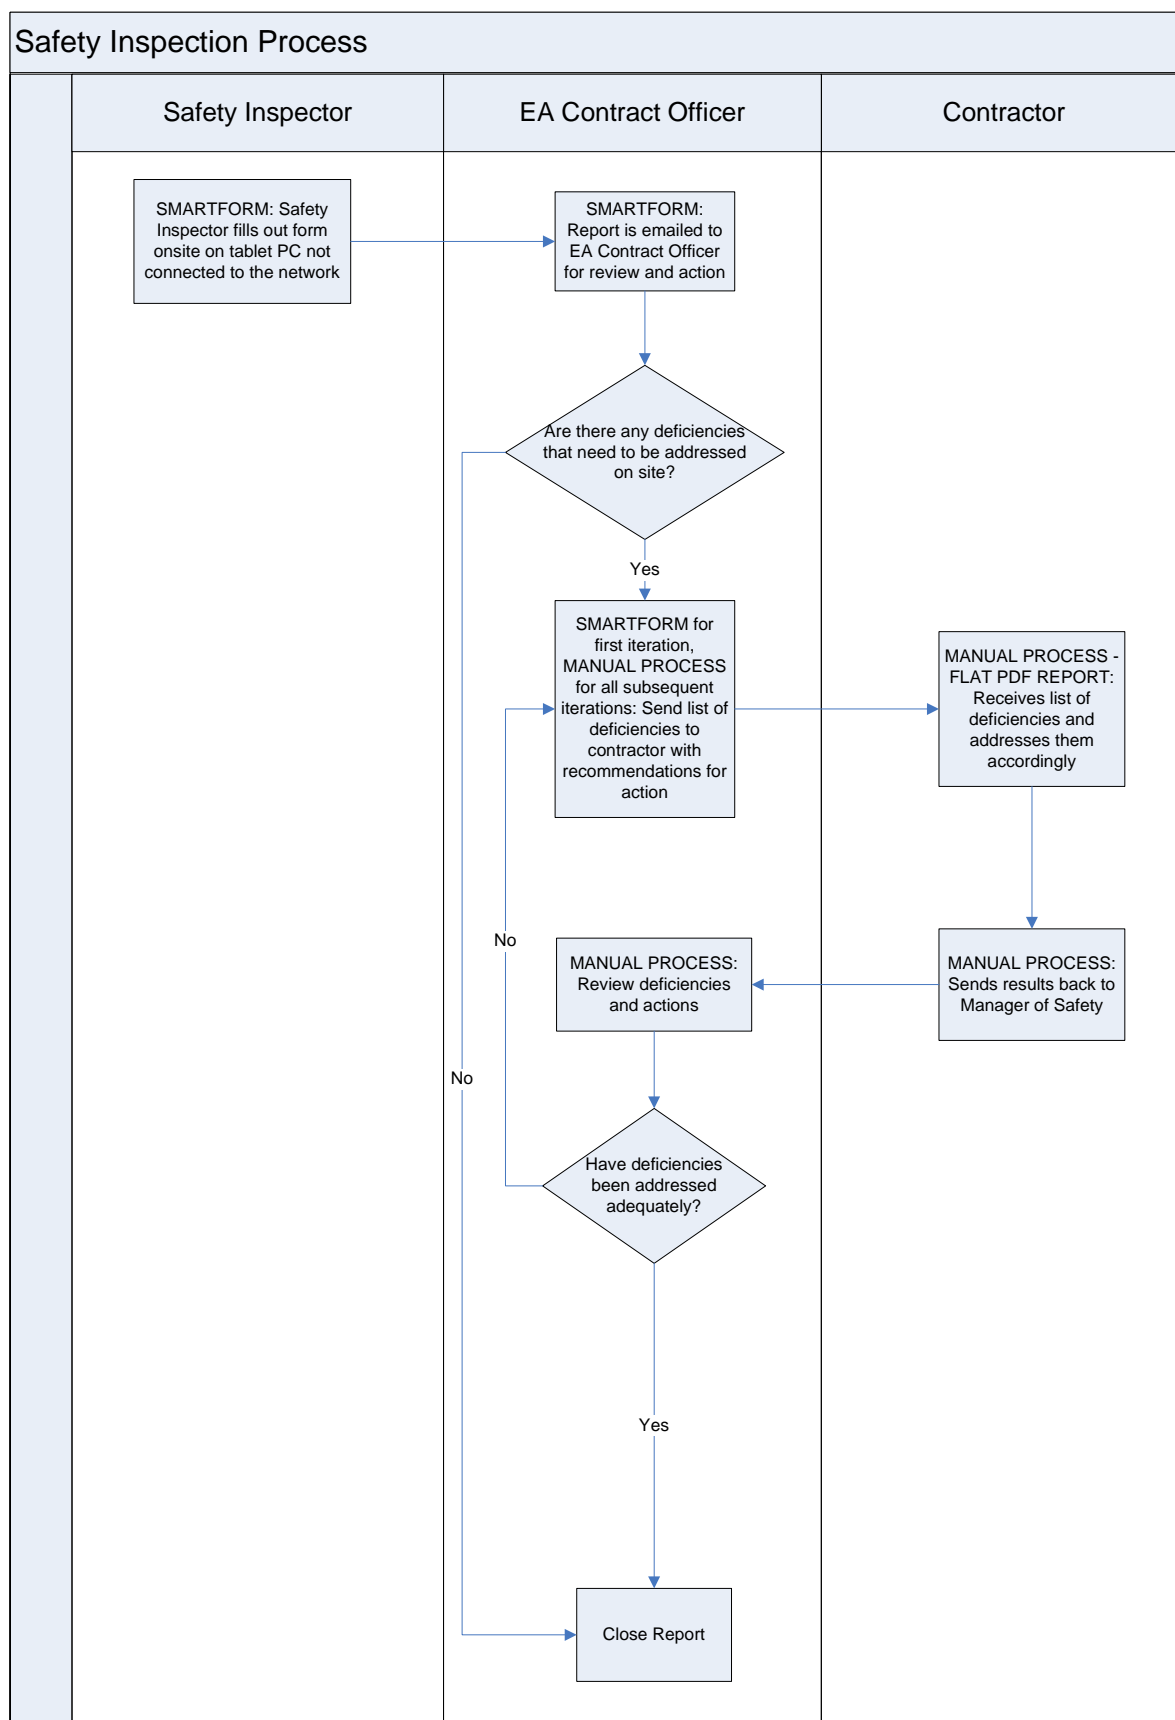 Safety Inspection Process
Safety Inspector
EA Contract Officer
Contractor
SMARTFORM: Safety
Inspector fills out form
onsite on tablet PC not
connected to the network
SMARTFORM:
Report is emailed to
EA Contract Officer
for review and action
Are there any deficiencies
that need to be addressed
on site?
Yes
SMARTFORM for
first iteration,
MANUAL PROCESS
for all subsequent
iterations: Send list of
deficiencies to
contractor with
recommendations for
action
MANUAL PROCESS -
FLAT PDF REPORT:
Receives list of
deficiencies and
addresses them
accordingly
No
MANUAL PROCESS:
Review deficiencies
and actions
MANUAL PROCESS:
Sends results back to
Manager of Safety
No
Have deficiencies
been addressed
adequately?
Yes
Close Report